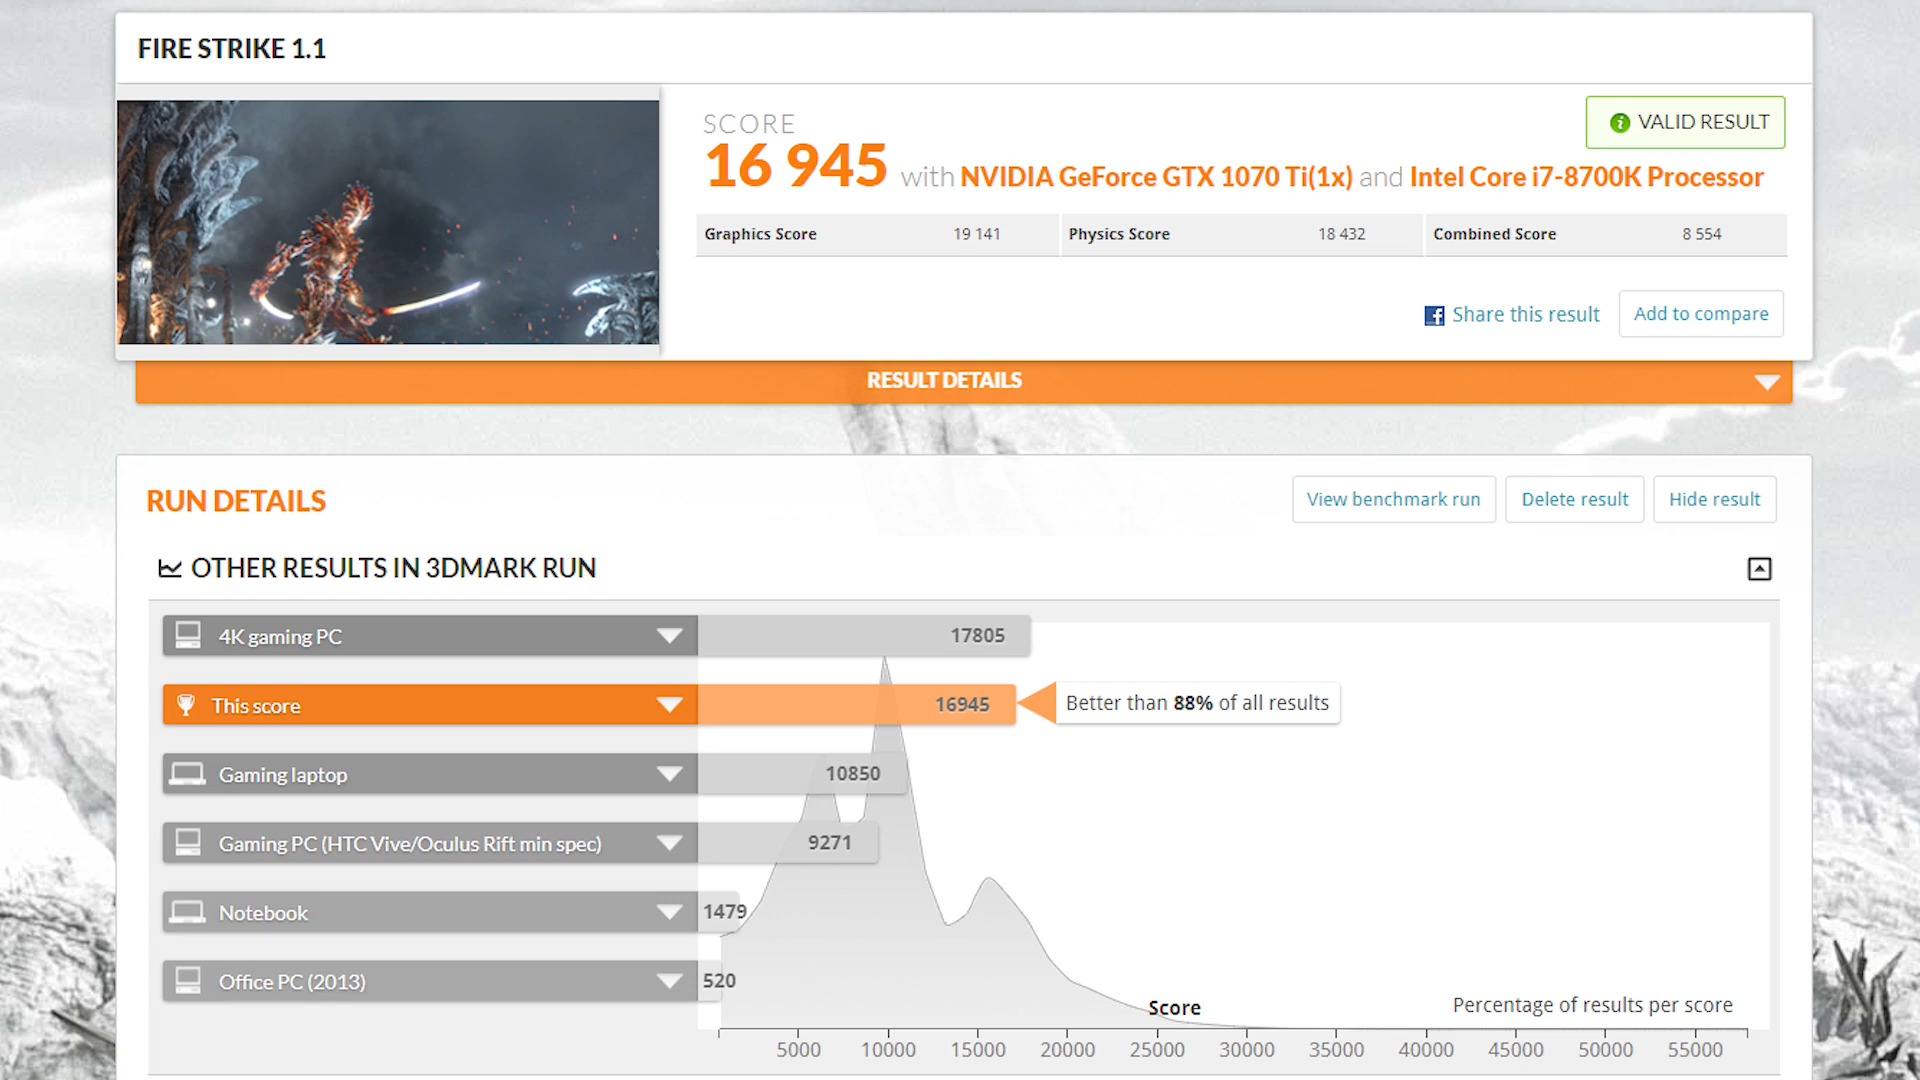 FIRE STRIKE 1.1
SCORE
VALID RESULT
16 945 with NVIDIA GeForce GTX 1070 Ti(1x) and Intel Core i7-8700K Processor
Graphics Score 19 141 Physics Score 18 432 Combined Score 8 554
Share this result Add to compare
RESULT DETAILS
RUN DETAILS View benchmark run Delete result Hide result
OTHER RESULTS IN 3DMARK RUN
4K gaming PC 17805
This score 16945 Better than 88% of all results
Gaming laptop 10850
Gaming PC (HTC Vive/Oculus Rift min spec) 9271
Notebook 1479
Office PC (2013) 520
Score Percentage of results per score
5000 10000 15000 20000 25000 30000 35000 40000 45000 50000 55000